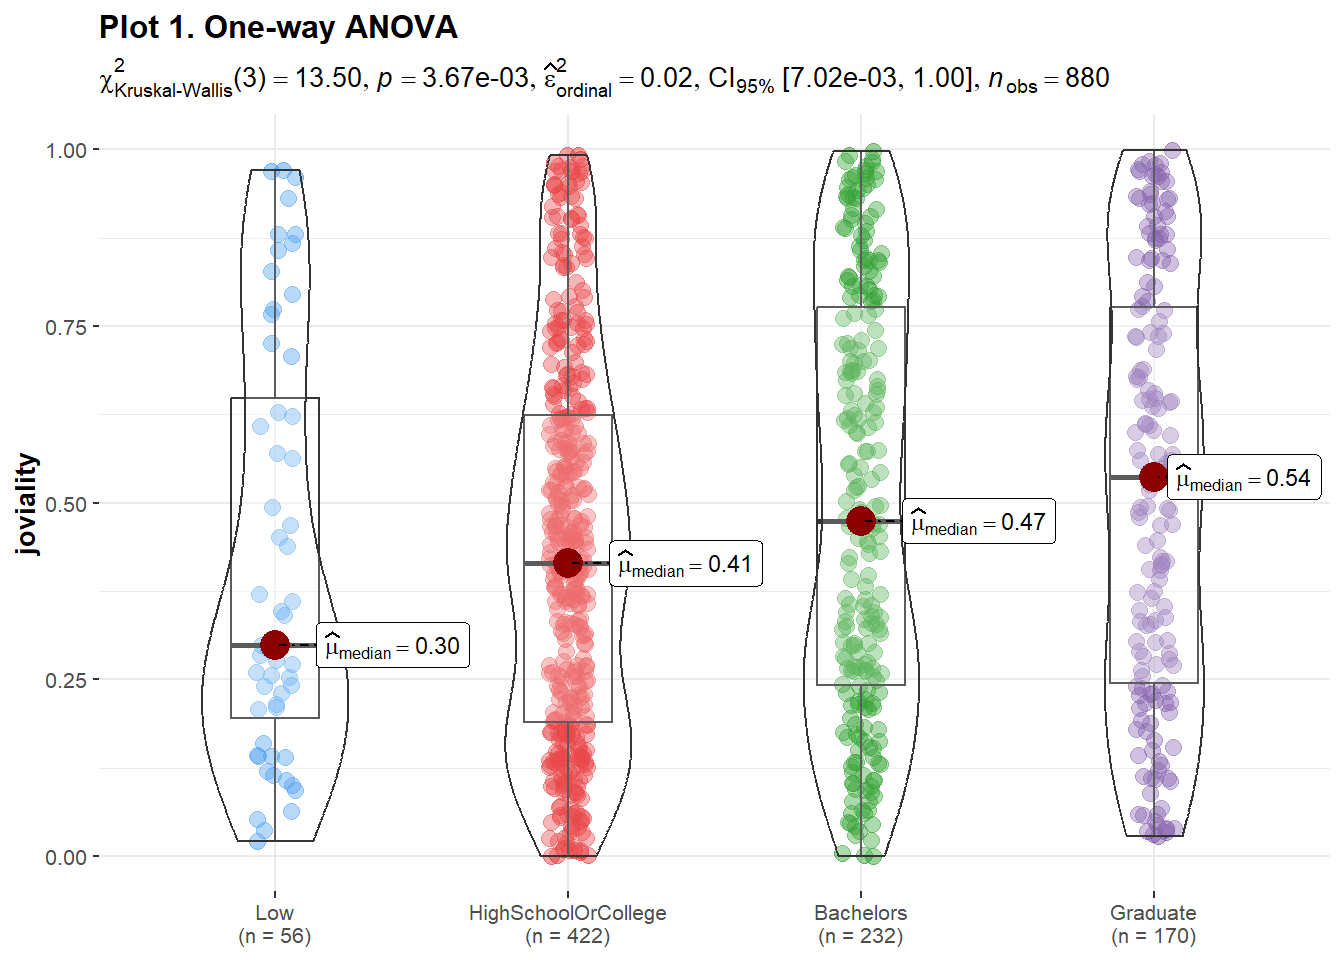 Plot 1. One-way ANOVA
χ²Kruskal-Wallis(3) = 13.50, p = 3.67e-03, ε̂²ordinal = 0.02, CI95% [7.02e-03, 1.00], nobs = 880
joviality
1.00
0.75
0.50
0.25
0.00
μ̂median = 0.30
μ̂median = 0.41
μ̂median = 0.47
μ̂median = 0.54
Low
(n = 56)
HighSchoolOrCollege
(n = 422)
Bachelors
(n = 232)
Graduate
(n = 170)